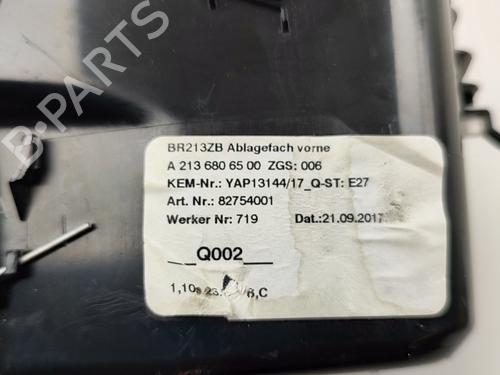 BR213ZB Ablagefach vorne
A 213 680 65 00 ZGS: 006
KEM-Nr.: YAP13144/17_Q-ST: E27
Art. Nr.: 82754001
Werker Nr: 719 Dat.:21.09.2017
__Q002__
B-PARTS